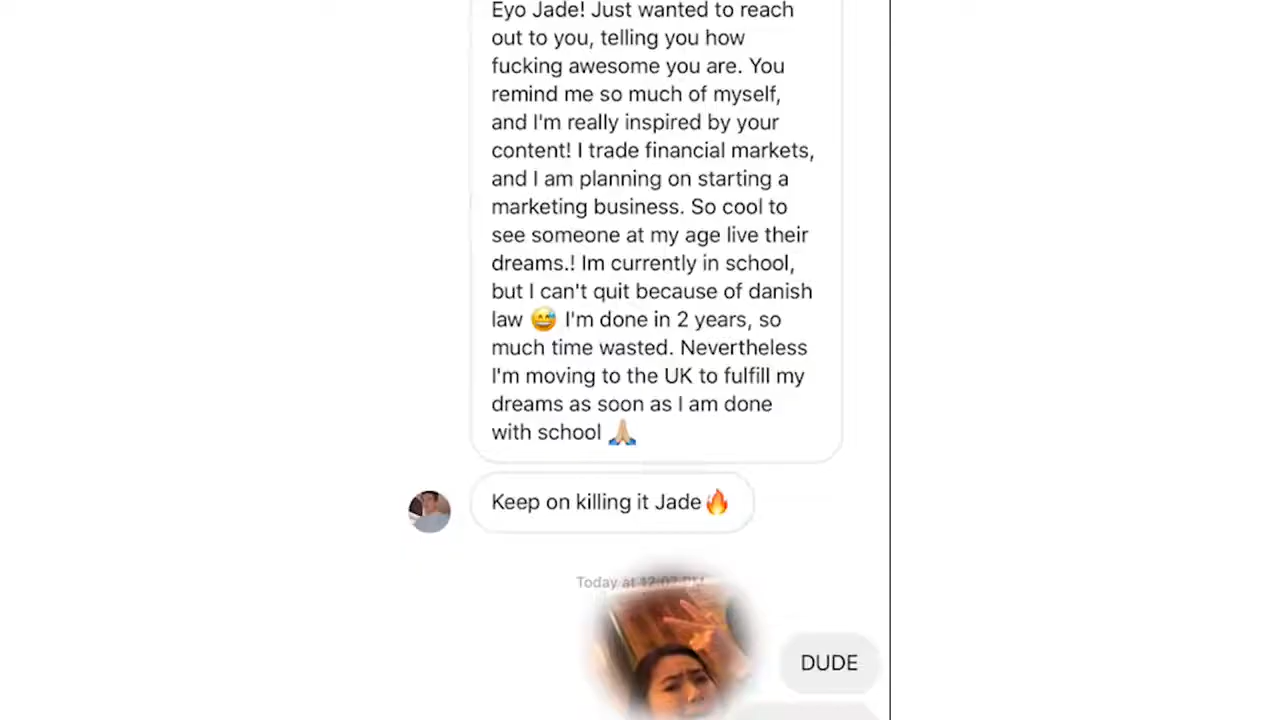 Eyo Jade! Just wanted to reach
out to you, telling you how
fucking awesome you are. You
remind me so much of myself,
and I'm really inspired by your
content! I trade financial markets,
and I am planning on starting a
marketing business. So cool to
see someone at my age live their
dreams.! Im currently in school,
but I can't quit because of danish
law 😅 I'm done in 2 years, so
much time wasted. Nevertheless
I'm moving to the UK to fulfill my
dreams as soon as I am done
with school 🙏🏼
Keep on killing it Jade🔥
Today at 12:07 PM
DUDE